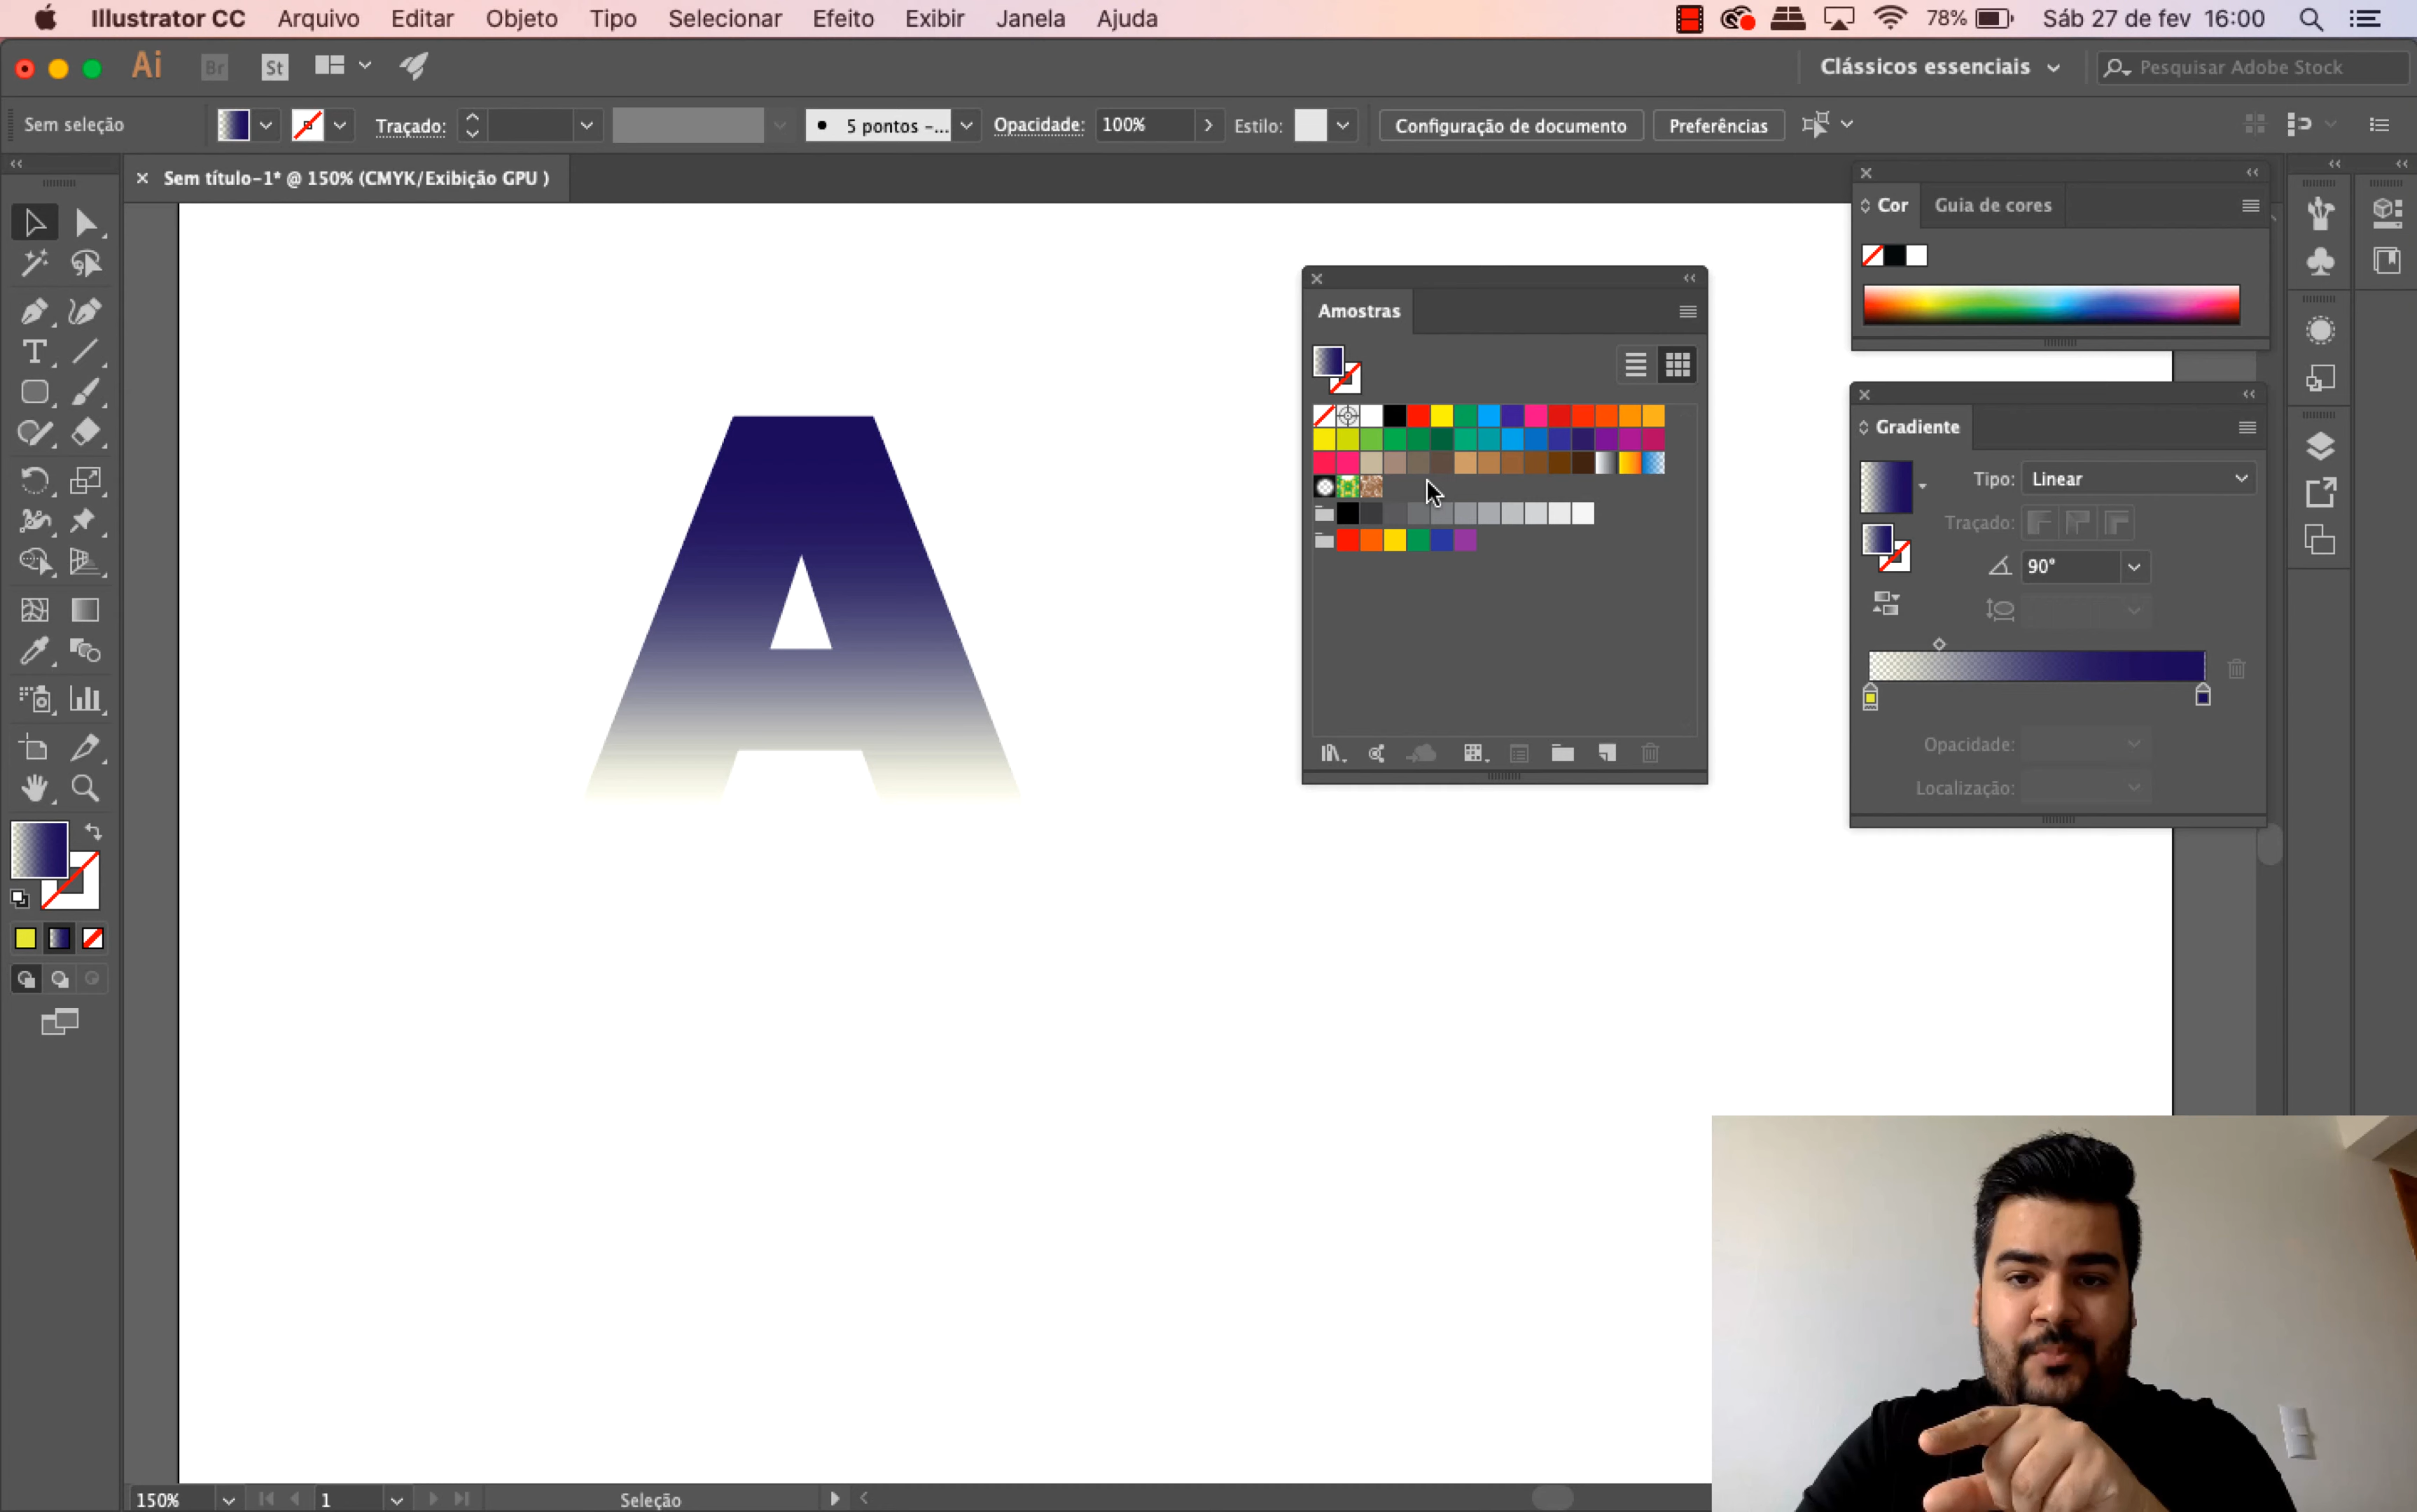 Illustrator CC Arquivo Editar Objeto Tipo Selecionar Efeito Exibir Janela Ajuda 78% Sáb 27 de fev 16:00
Ai Br St Clássicos essenciais Pesquisar Adobe Stock
Sem seleção Traçado: 5 pontos -... Opacidade: 100% Estilo: Configuração de documento Preferências
Sem título-1* @ 150% (CMYK/Exibição GPU )
Cor Guia de cores
Amostras
Gradiente
Tipo: Linear
Traçado:
90°
A
Opacidade:
Localização:
150% 1 Seleção